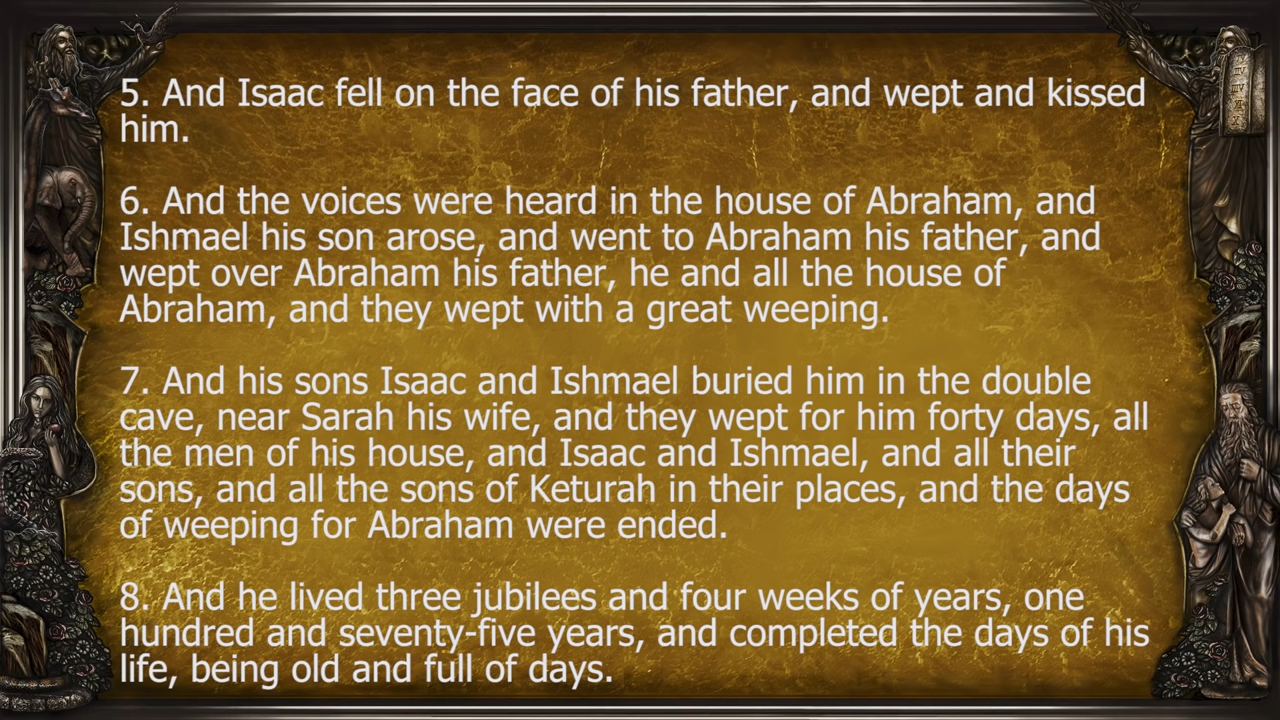 5. And Isaac fell on the face of his father, and wept and kissed
him.
6. And the voices were heard in the house of Abraham, and
Ishmael his son arose, and went to Abraham his father, and
wept over Abraham his father, he and all the house of
Abraham, and they wept with a great weeping.
7. And his sons Isaac and Ishmael buried him in the double
cave, near Sarah his wife, and they wept for him forty days, all
the men of his house, and Isaac and Ishmael, and all their
sons, and all the sons of Keturah in their places, and the days
of weeping for Abraham were ended.
8. And he lived three jubilees and four weeks of years, one
hundred and seventy-five years, and completed the days of his
life, being old and full of days.